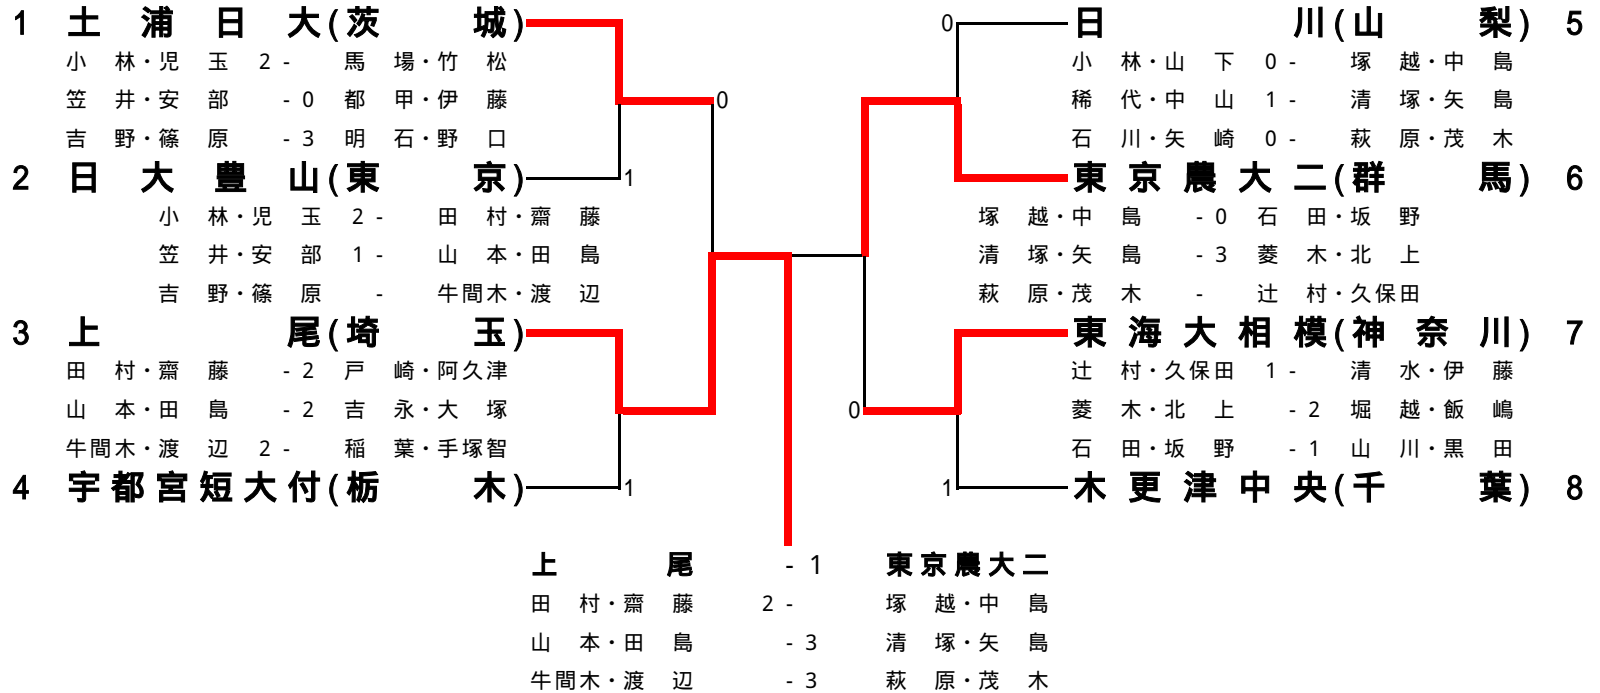 1 土浦日大(茨城)
小林・児玉 2 - 馬場・竹松
笠井・安部 - 0 都甲・伊藤
吉野・篠原 - 3 明石・野口
2 日大豊山(東京)
0
1
小林・児玉 2 - 田村・齋藤
笠井・安部 1 - 山本・田島
吉野・篠原 - 牛間木・渡辺
3 上尾(埼玉)
田村・齋藤 - 2 戸崎・阿久津
山本・田島 - 2 吉永・大塚
牛間木・渡辺 2 - 稲葉・手塚智
4 宇都宮短大付(栃木)
1
0 日川(山梨) 5
小林・山下 0 - 塚越・中島
稀代・中山 1 - 清塚・矢島
石川・矢崎 0 - 萩原・茂木
東京農大二(群馬) 6
塚越・中島 - 0 石田・坂野
清塚・矢島 - 3 菱木・北上
萩原・茂木 - 辻村・久保田
東海大相模(神奈川) 7
辻村・久保田 1 - 清水・伊藤
0
菱木・北上 - 2 堀越・飯嶋
石田・坂野 - 1 山川・黒田
1 木更津中央(千葉) 8
上尾 - 1 東京農大二
田村・齋藤 2 - 塚越・中島
山本・田島 - 3 清塚・矢島
牛間木・渡辺 - 3 萩原・茂木